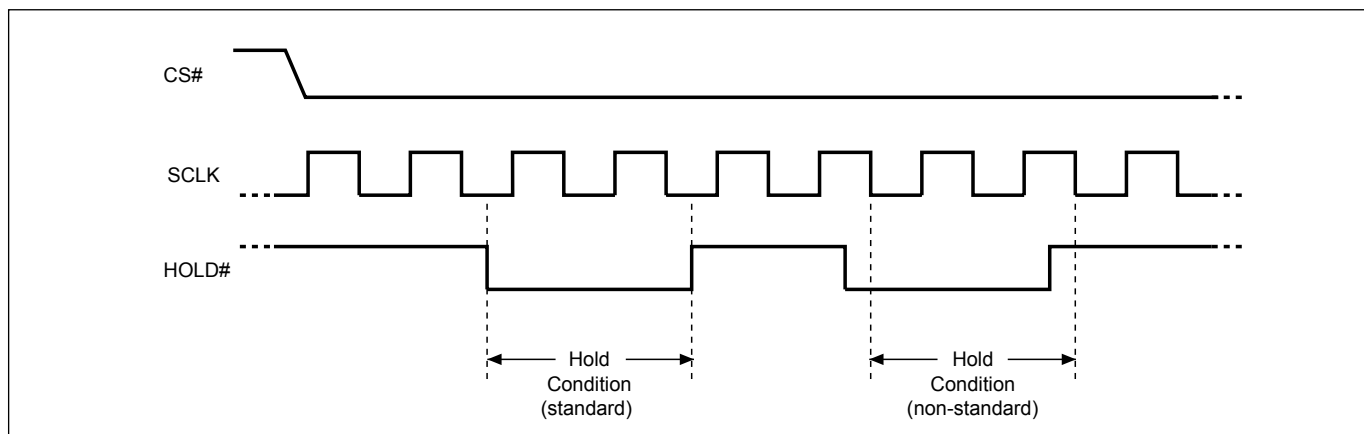 CS#
SCLK
HOLD#
Hold
Condition
(standard)
Hold
Condition
(non-standard)